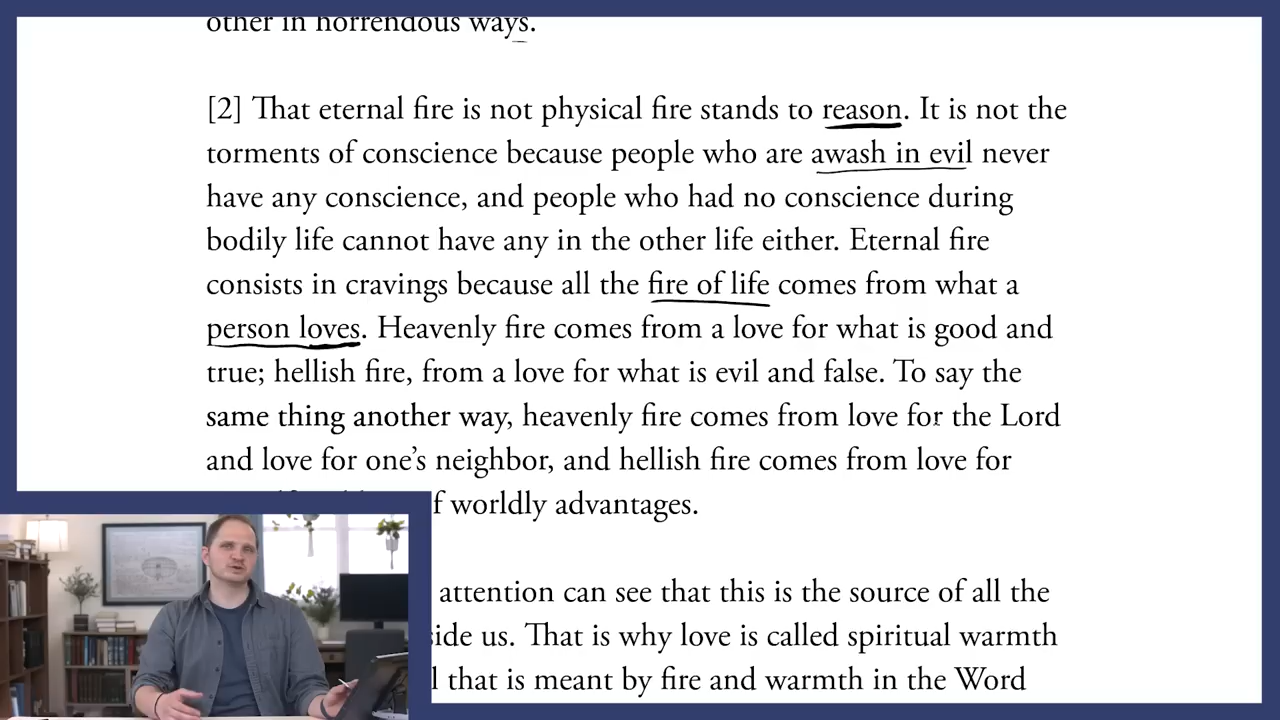 other in horrendous ways.
[2] That eternal fire is not physical fire stands to reason. It is not the
torments of conscience because people who are awash in evil never
have any conscience, and people who had no conscience during
bodily life cannot have any in the other life either. Eternal fire
consists in cravings because all the fire of life comes from what a
person loves. Heavenly fire comes from a love for what is good and
true; hellish fire, from a love for what is evil and false. To say the
same thing another way, heavenly fire comes from love for the Lord
and love for one’s neighbor, and hellish fire comes from love for
worldly advantages.
attention can see that this is the source of all the
us. That is why love is called spiritual warmth
that is meant by fire and warmth in the Word